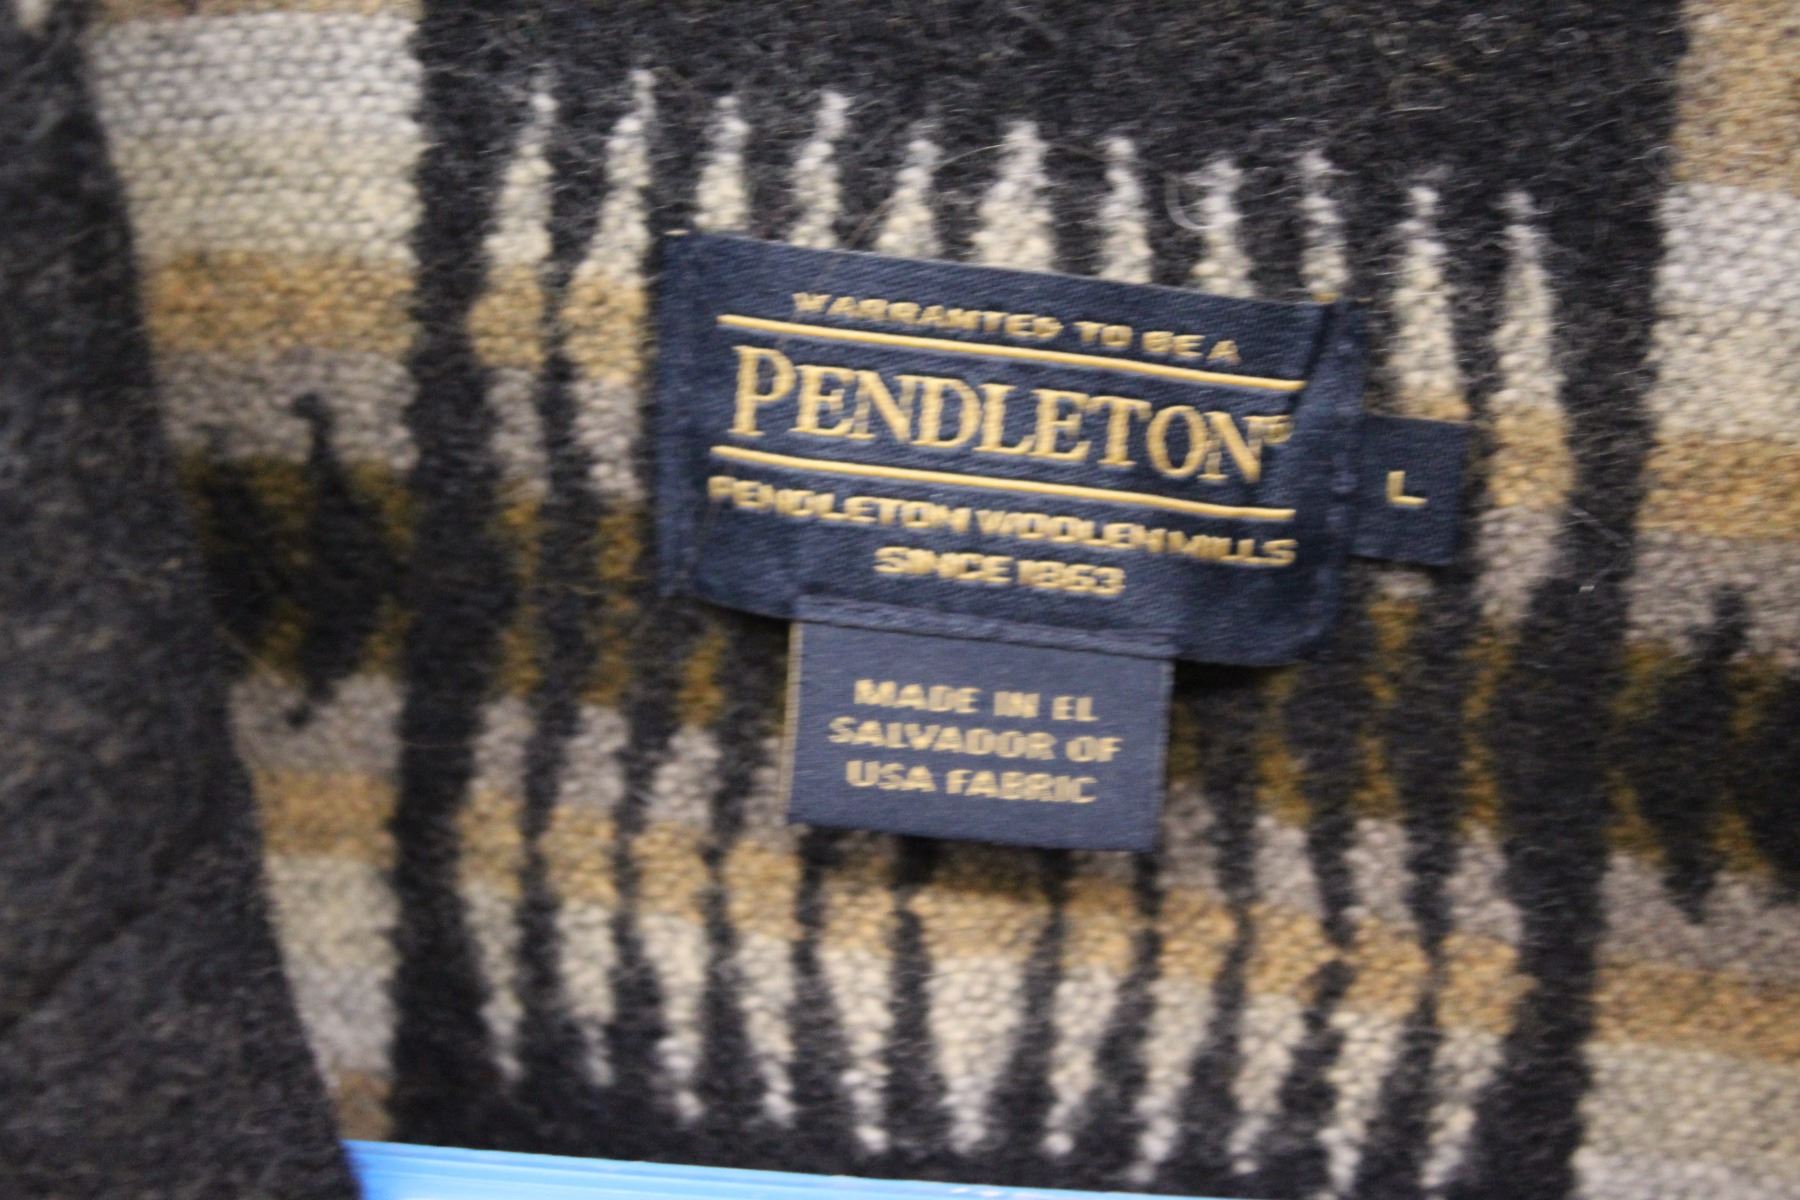 WARRANTED TO BE A
PENDLETON®
PENDLETON WOOLEN MILLS
SINCE 1863
L
MADE IN EL
SALVADOR OF
USA FABRIC